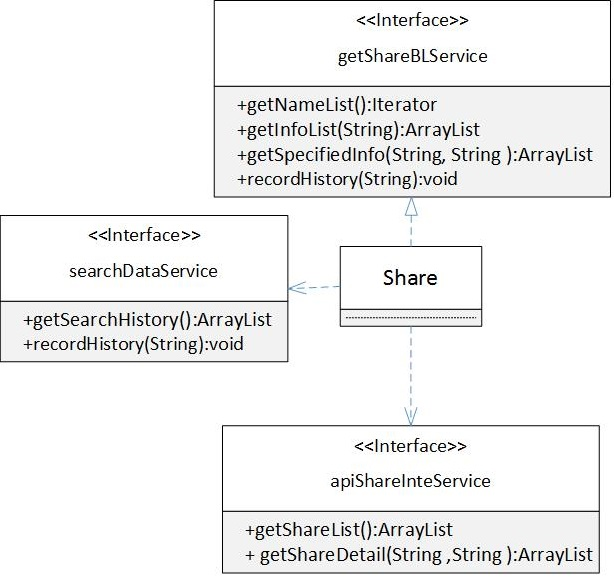 <<Interface>>
getShareBLService
+getNameList():Iterator
+getInfoList(String):ArrayList
+getSpecifiedInfo(String, String ):ArrayList
+recordHistory(String):void
<<Interface>>
searchDataService
+getSearchHistory():ArrayList
+recordHistory(String):void
Share
<<Interface>>
apiShareInteService
+getShareList():ArrayList
+ getShareDetail(String ,String ):ArrayList